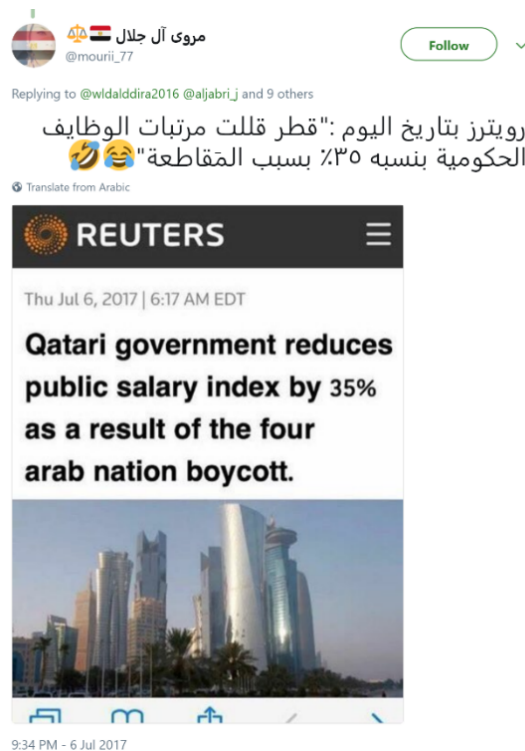 مروى آل جلال
@mourii_77
Follow
Replying to @wldalddira2016 @aljabri_j and 9 others
رويترز بتاريخ اليوم :"قطر قللت مرتبات الوظايف
الحكومية بنسبه ٣٥٪ بسبب المقاطعة"
Translate from Arabic
REUTERS
Thu Jul 6, 2017 | 6:17 AM EDT
Qatari government reduces
public salary index by 35%
as a result of the four
arab nation boycott.
9:34 PM - 6 Jul 2017